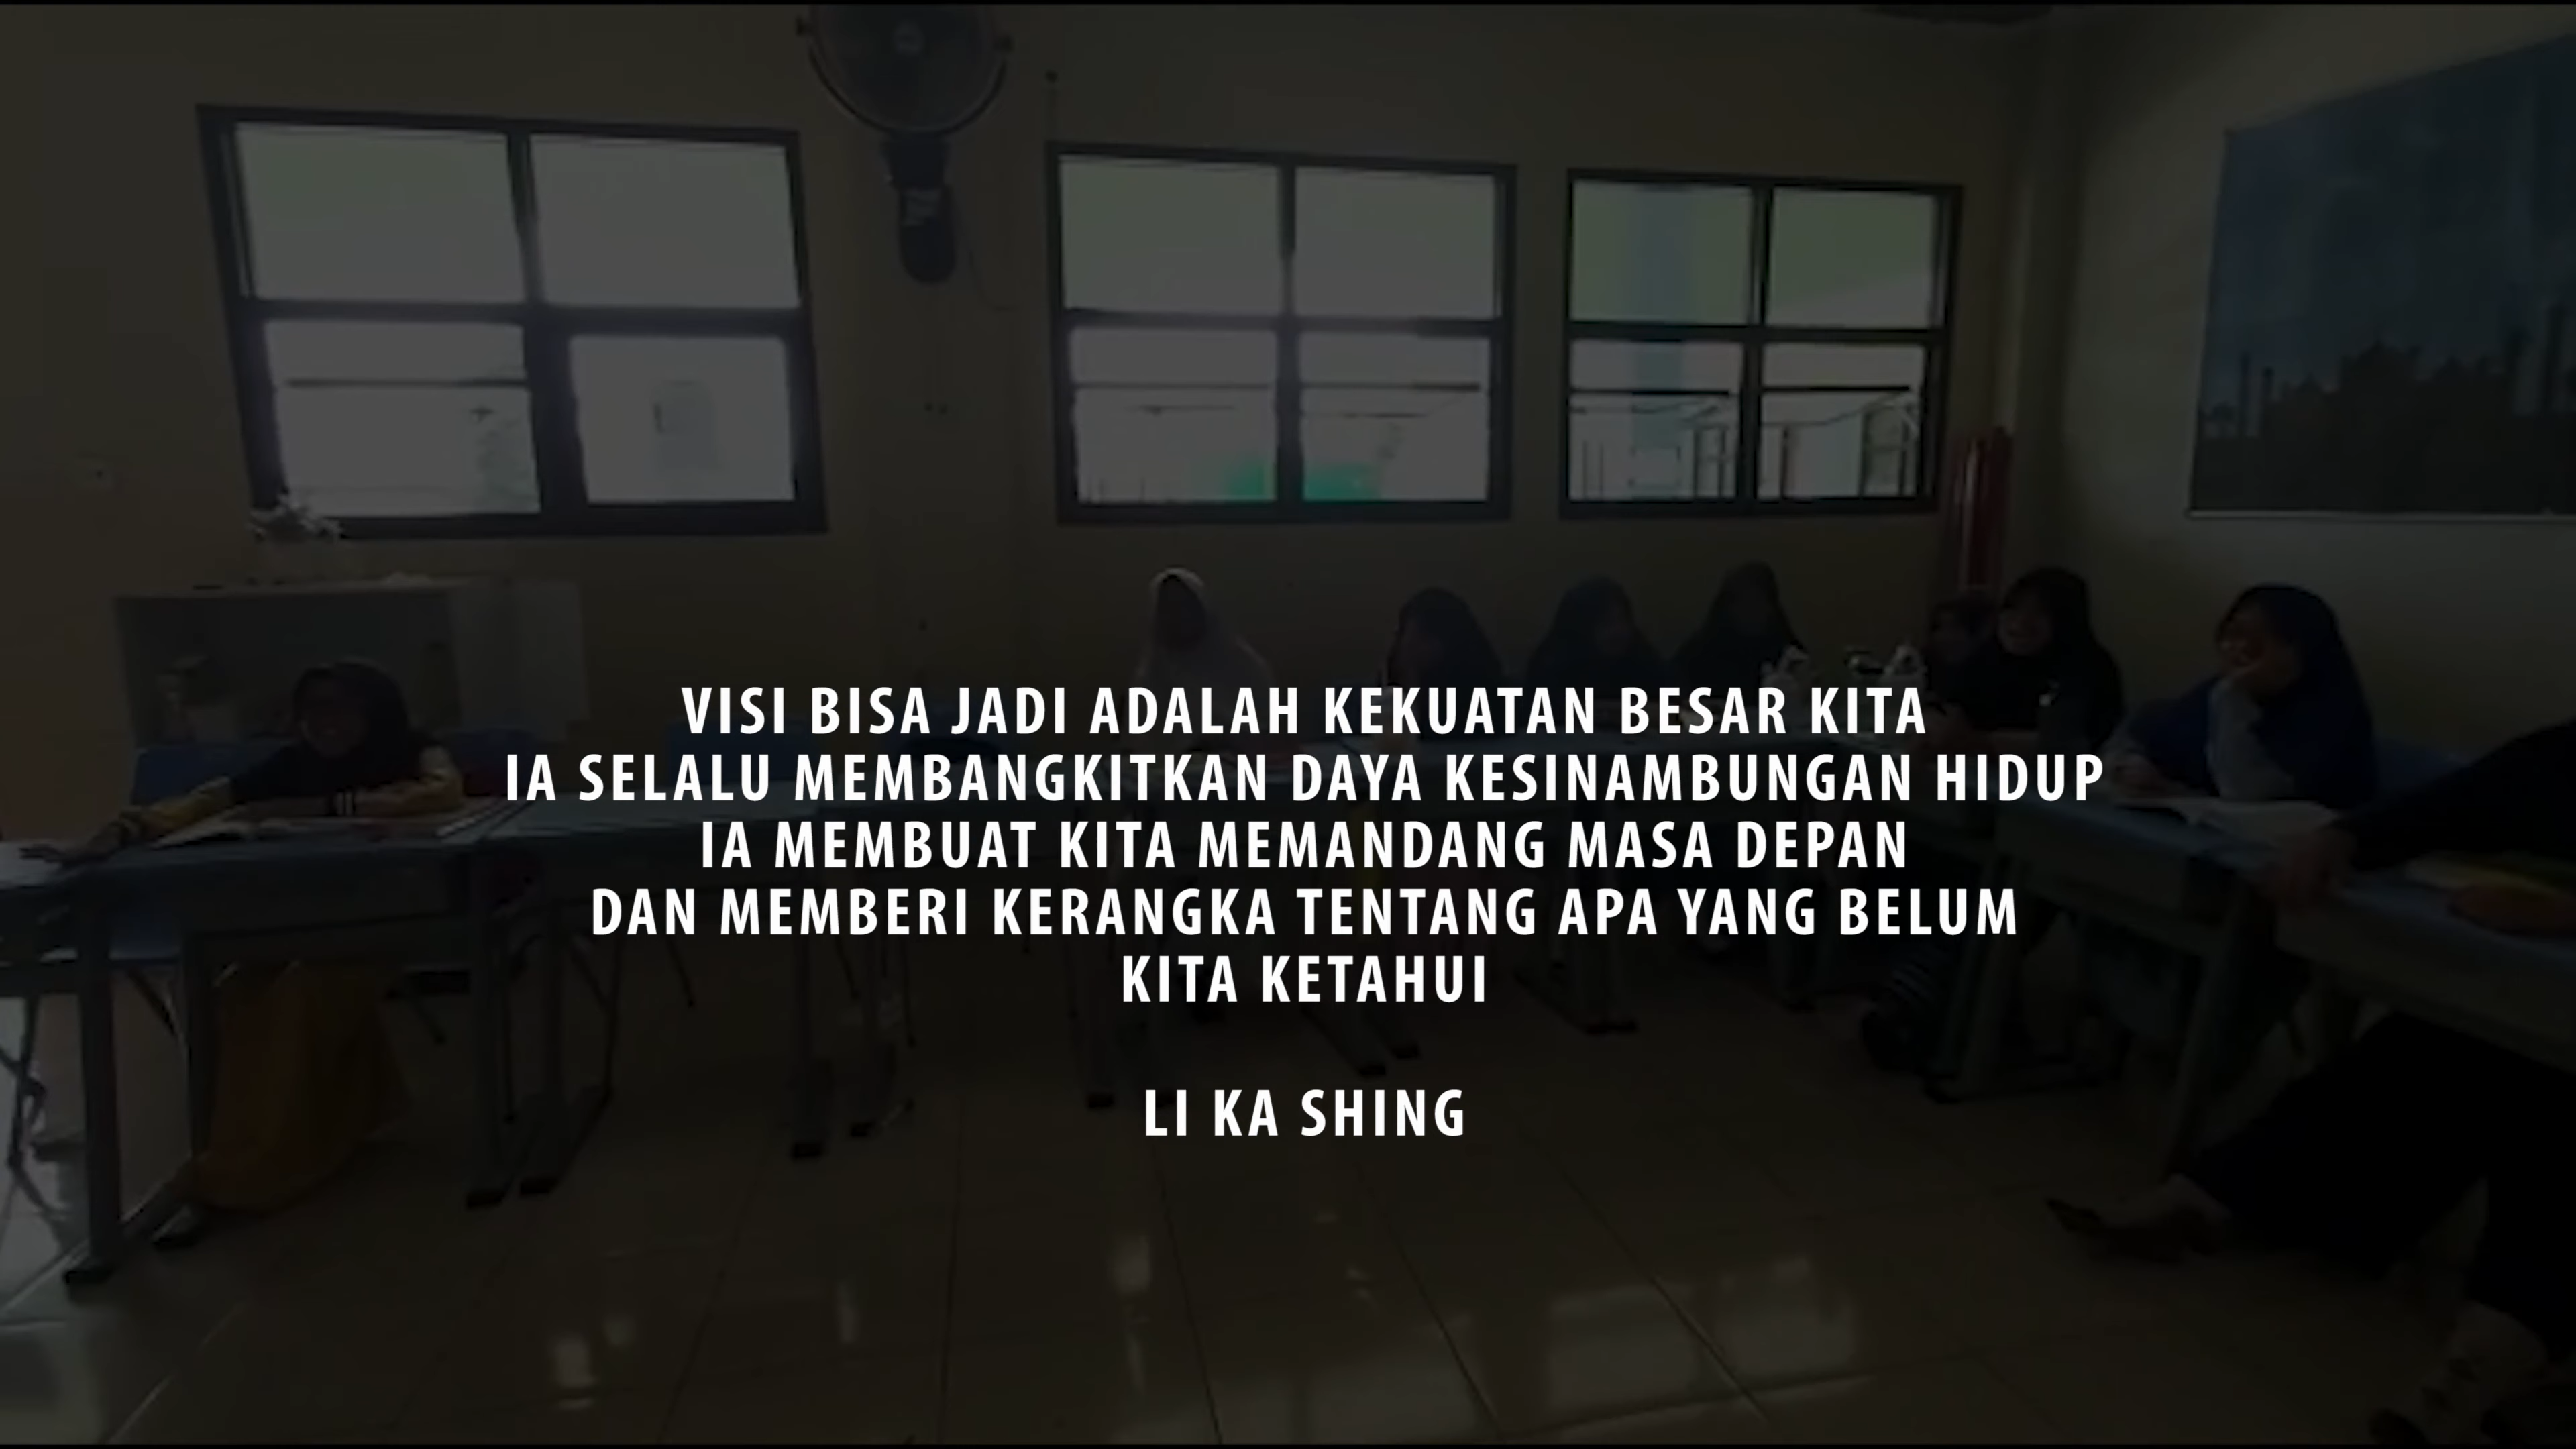 VISI BISA JADI ADALAH KEKUATAN BESAR KITA
IA SELALU MEMBANGKITKAN DAYA KESINAMBUNGAN HIDUP
IA MEMBUAT KITA MEMANDANG MASA DEPAN
DAN MEMBERI KERANGKA TENTANG APA YANG BELUM
KITA KETAHUI
LI KA SHING